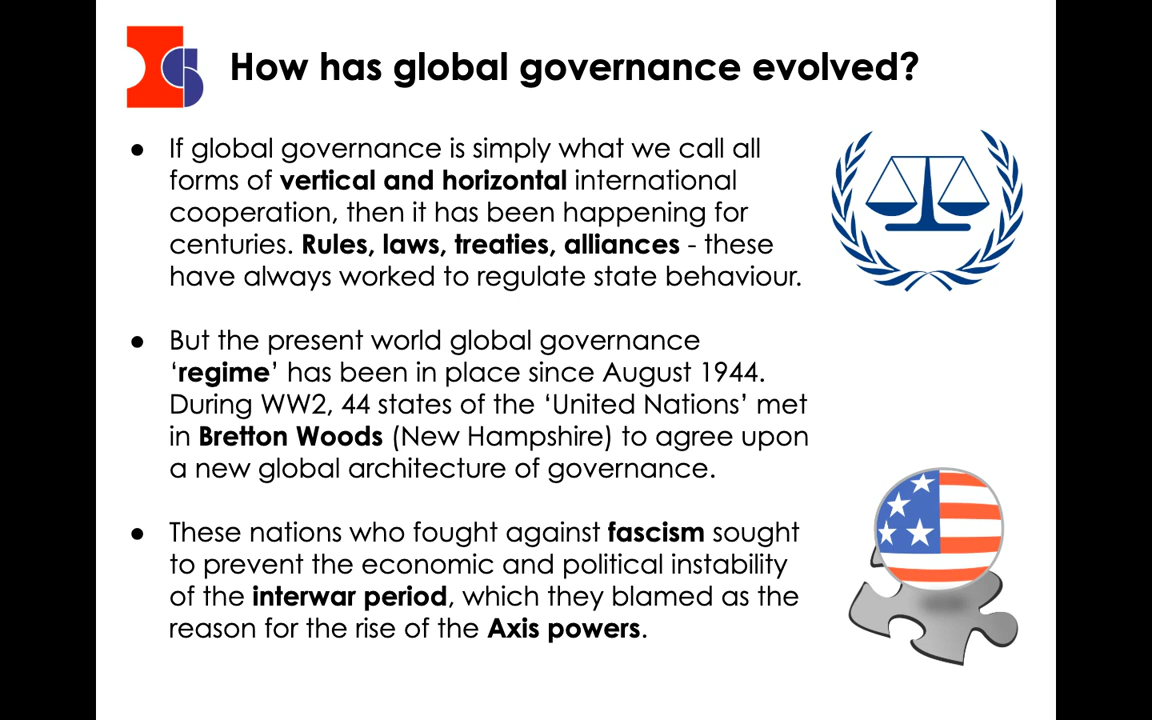 How has global governance evolved?
● If global governance is simply what we call all
forms of vertical and horizontal international
cooperation, then it has been happening for
centuries. Rules, laws, treaties, alliances - these
have always worked to regulate state behaviour.
● But the present world global governance
‘regime’ has been in place since August 1944.
During WW2, 44 states of the ‘United Nations’ met
in Bretton Woods (New Hampshire) to agree upon
a new global architecture of governance.
● These nations who fought against fascism sought
to prevent the economic and political instability
of the interwar period, which they blamed as the
reason for the rise of the Axis powers.